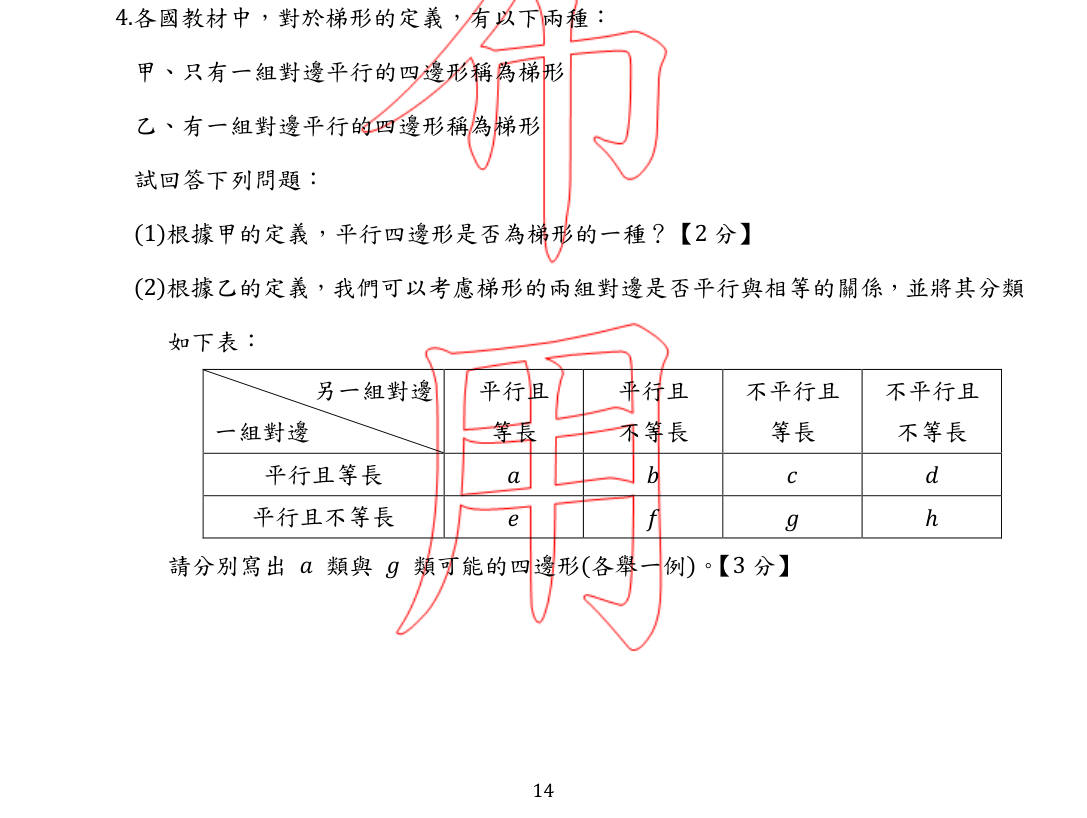 4.各國教材中，對於梯形的定義，有以下兩種：
甲、只有一組對邊平行的四邊形稱為梯形
乙、有一組對邊平行的四邊形稱為梯形
試回答下列問題：
(1)根據甲的定義，平行四邊形是否為梯形的一種？【2 分】
(2)根據乙的定義，我們可以考慮梯形的兩組對邊是否平行與相等的關係，並將其分類
如下表：
另一組對邊 平行且 平行且 不平行且 不平行且
一組對邊 等長 不等長 等長 不等長
平行且等長 a b c d
平行且不等長 e f g h
請分別寫出 a 類與 g 類可能的四邊形(各舉一例)。【3 分】
佈
用
14